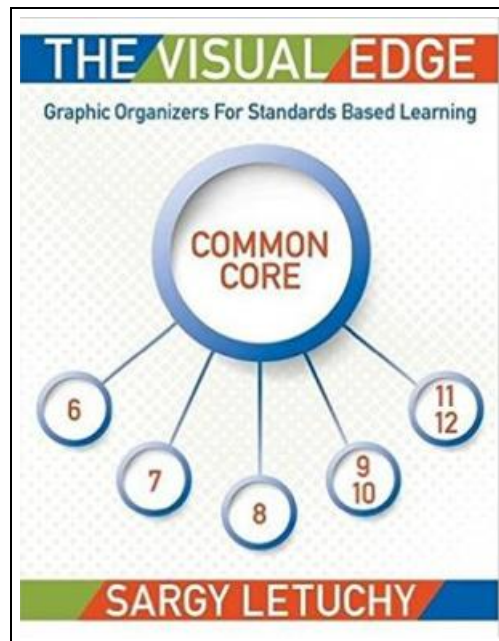 THE VISUAL EDGE
Graphic Organizers For Standards Based Learning
COMMON
CORE
6
7
8
9
10
11
12
SARGY LETUCHY